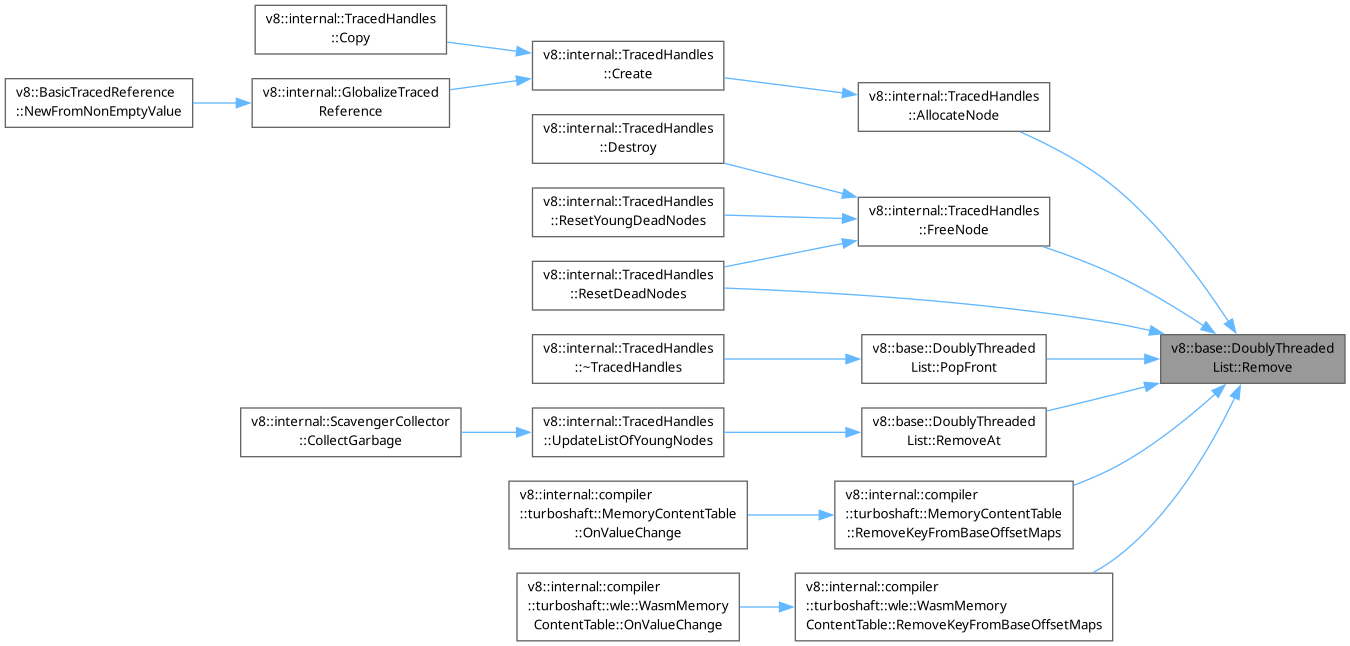 v8::internal::TracedHandles
::Copy
v8::BasicTracedReference
::NewFromNonEmptyValue
v8::internal::GlobalizeTraced
Reference
v8::internal::TracedHandles
::Create
v8::internal::TracedHandles
::AllocateNode
v8::internal::TracedHandles
::Destroy
v8::internal::TracedHandles
::ResetYoungDeadNodes
v8::internal::TracedHandles
::FreeNode
v8::internal::TracedHandles
::ResetDeadNodes
v8::internal::TracedHandles
::~TracedHandles
v8::base::DoublyThreaded
List::PopFront
v8::base::DoublyThreaded
List::Remove
v8::internal::ScavengerCollector
::CollectGarbage
v8::internal::TracedHandles
::UpdateListOfYoungNodes
v8::base::DoublyThreaded
List::RemoveAt
v8::internal::compiler
::turboshaft::MemoryContentTable
::OnValueChange
v8::internal::compiler
::turboshaft::MemoryContentTable
::RemoveKeyFromBaseOffsetMaps
v8::internal::compiler
::turboshaft::wle::WasmMemory
ContentTable::OnValueChange
v8::internal::compiler
::turboshaft::wle::WasmMemory
ContentTable::RemoveKeyFromBaseOffsetMaps